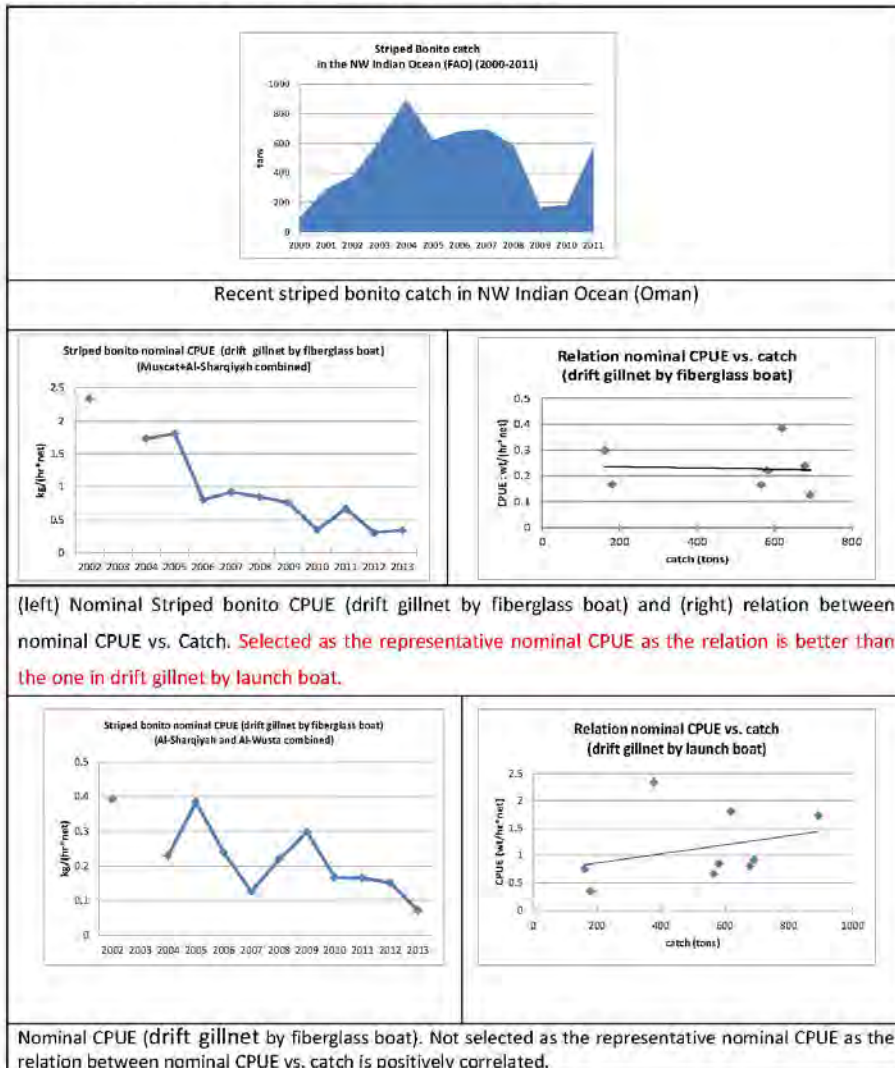 Striped Bonito catch
in the NW Indian Ocean (FAO) (2000-2011)
1000
800
600
400
200
0
tons
2000 2001 2002 2003 2004 2005 2006 2007 2008 2009 2010 2011
Recent striped bonito catch in NW Indian Ocean (Oman)
Striped bonito nominal CPUE (drift gillnet by fiberglass boat)
(Muscat+Al-Sharqiyah combined)
2.5
2
1.5
1
0.5
0
kg/(hr*net)
2002 2003 2004 2005 2006 2007 2008 2009 2010 2011 2012 2013
Relation nominal CPUE vs. catch
(drift gillnet by fiberglass boat)
0.5
0.4
0.3
0.2
0.1
0
CPUE : wt/(hr*net)
0 200 400 600 800
catch (tons)
(left) Nominal Striped bonito CPUE (drift gillnet by fiberglass boat) and (right) relation between
nominal CPUE vs. Catch. Selected as the representative nominal CPUE as the relation is better than
the one in drift gillnet by launch boat.
Striped bonito nominal CPUE (drift gillnet by fiberglass boat)
(Al-Sharqiyah and Al-Wusta combined)
0.5
0.4
0.3
0.2
0.1
0
kg/(hr*net)
2002 2003 2004 2005 2006 2007 2008 2009 2010 2011 2012 2013
Relation nominal CPUE vs. catch
(drift gillnet by launch boat)
2.5
2
1.5
1
0.5
0
CPUE (wt/hr*net)
0 200 400 600 800 1000
catch (tons)
Nominal CPUE (drift gillnet by fiberglass boat). Not selected as the representative nominal CPUE as the
relation between nominal CPUE vs. catch is positively correlated.